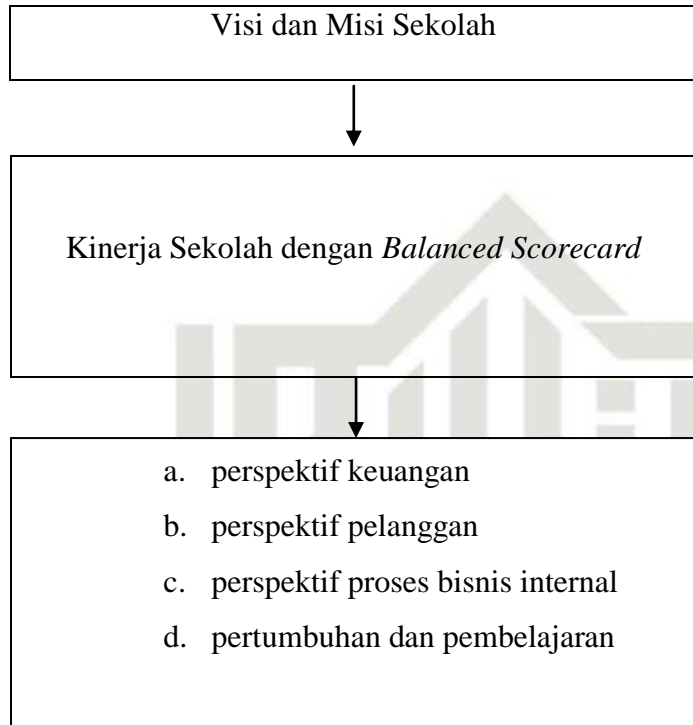 Visi dan Misi Sekolah
Kinerja Sekolah dengan Balanced Scorecard
a. perspektif keuangan
b. perspektif pelanggan
c. perspektif proses bisnis internal
d. pertumbuhan dan pembelajaran